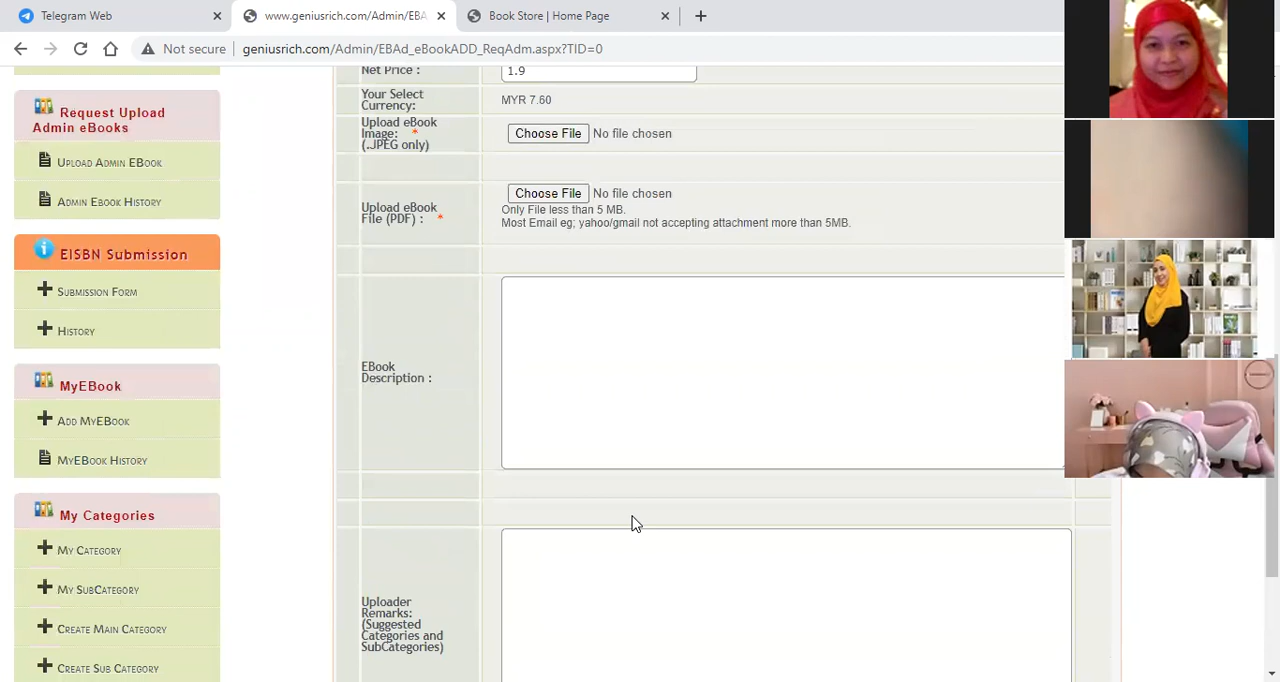 Telegram Web
www.geniusrich.com/Admin/EBA
Book Store | Home Page
Not secure
geniusrich.com/Admin/EBAd_eBookADD_ReqAdm.aspx?TID=0
Request Upload
Admin eBooks
Upload Admin EBook
Admin Ebook History
EISBN Submission
Submission Form
History
MyEBook
Add MyEBook
MyEBook History
My Categories
My Category
My SubCategory
Create Main Category
Create Sub Category
Net Price :
1.9
Your Select
Currency:
MYR 7.60
Upload eBook
Image: *
(.JPEG only)
Choose File No file chosen
Upload eBook
File (PDF) : *
Choose File No file chosen
Only File less than 5 MB.
Most Email eg; yahoo/gmail not accepting attachment more than 5MB.
EBook
Description :
Uploader
Remarks:
(Suggested
Categories and
SubCategories)